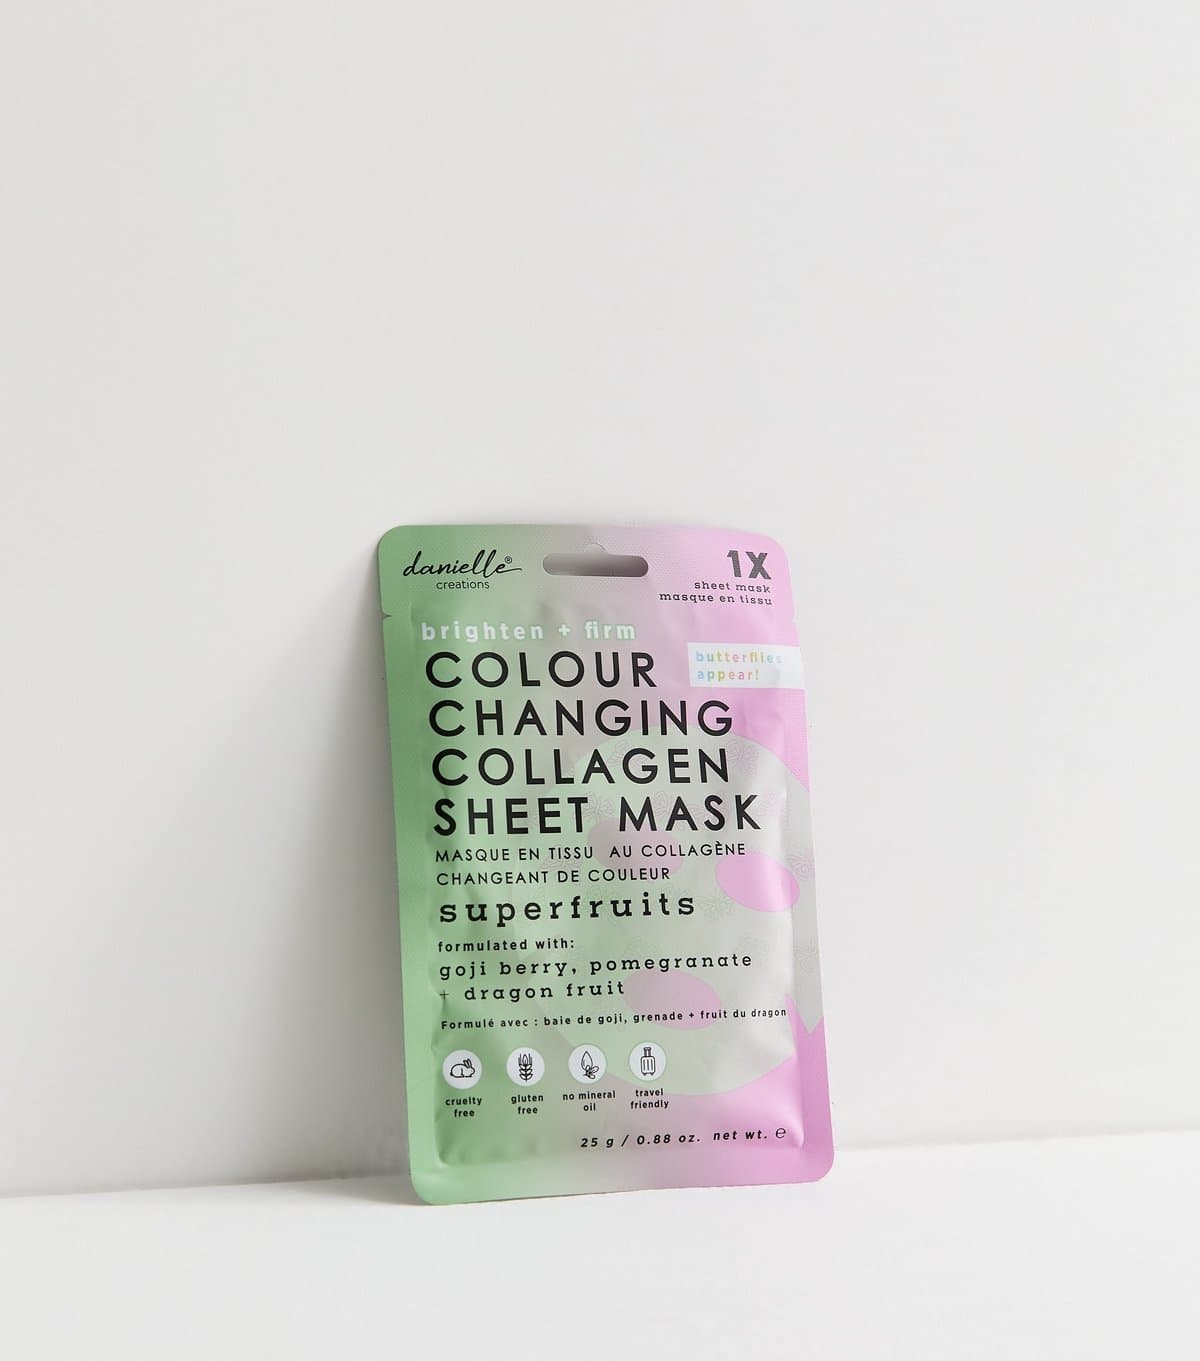 danielle®
creations
1X
sheet mask
masque en tissu
brighten + firm
butterflies
appear!
COLOUR
CHANGING
COLLAGEN
SHEET MASK
MASQUE EN TISSU AU COLLAGÈNE
CHANGEANT DE COULEUR
superfruits
formulated with:
goji berry, pomegranate
+ dragon fruit
Formulé avec : baie de goji, grenade + fruit du dragon
cruelty
free
gluten
free
no mineral
oil
travel
friendly
25 g / 0.88 oz. net wt. ℮